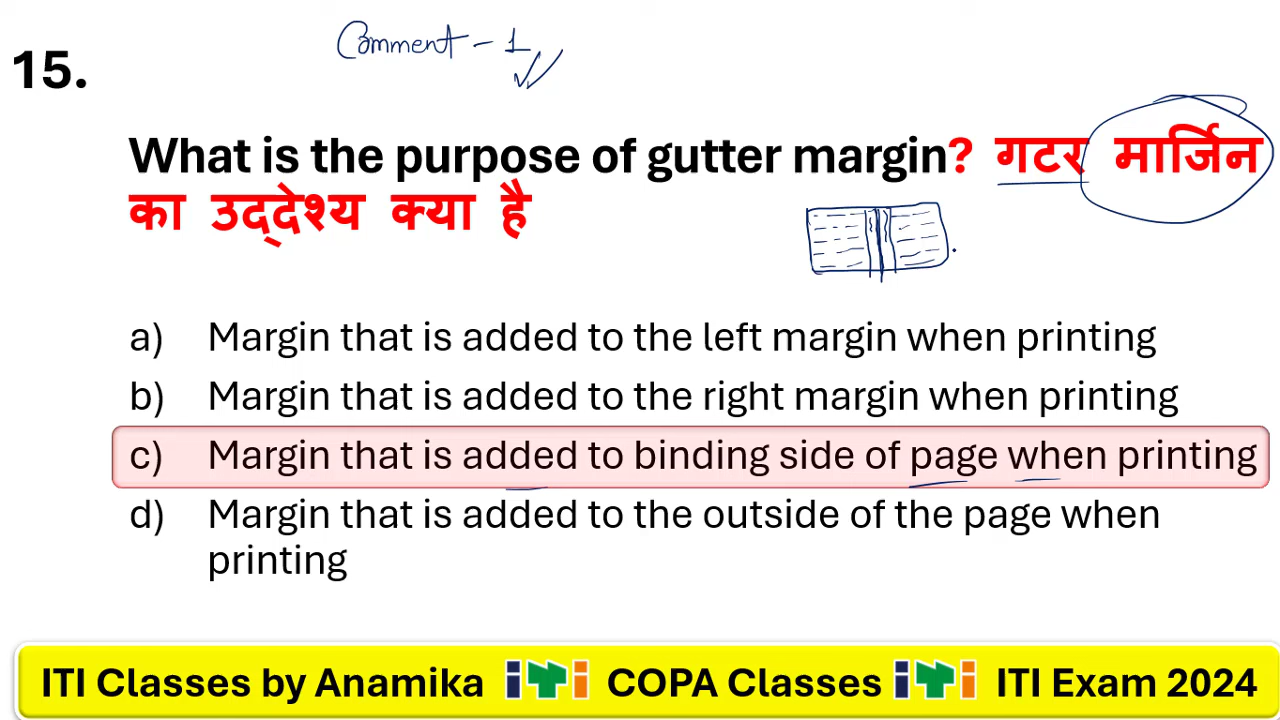 Comment - 1
15.
What is the purpose of gutter margin? गटर मार्जिन
का उद्देश्य क्या है
a) Margin that is added to the left margin when printing
b) Margin that is added to the right margin when printing
c) Margin that is added to binding side of page when printing
d) Margin that is added to the outside of the page when
printing
ITI Classes by Anamika iTi COPA Classes iTi ITI Exam 2024